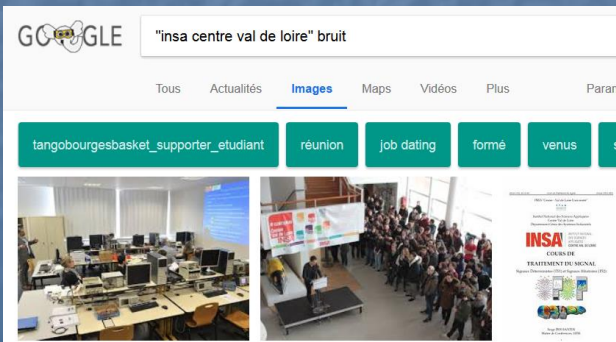 GOOGLE
"insa centre val de loire" bruit
Tous Actualités Images Maps Vidéos Plus Param
tangobourgesbasket_supporter_etudiant réunion job dating formé venus s
INSA
COURS DE
TRAITEMENT DU SIGNAL